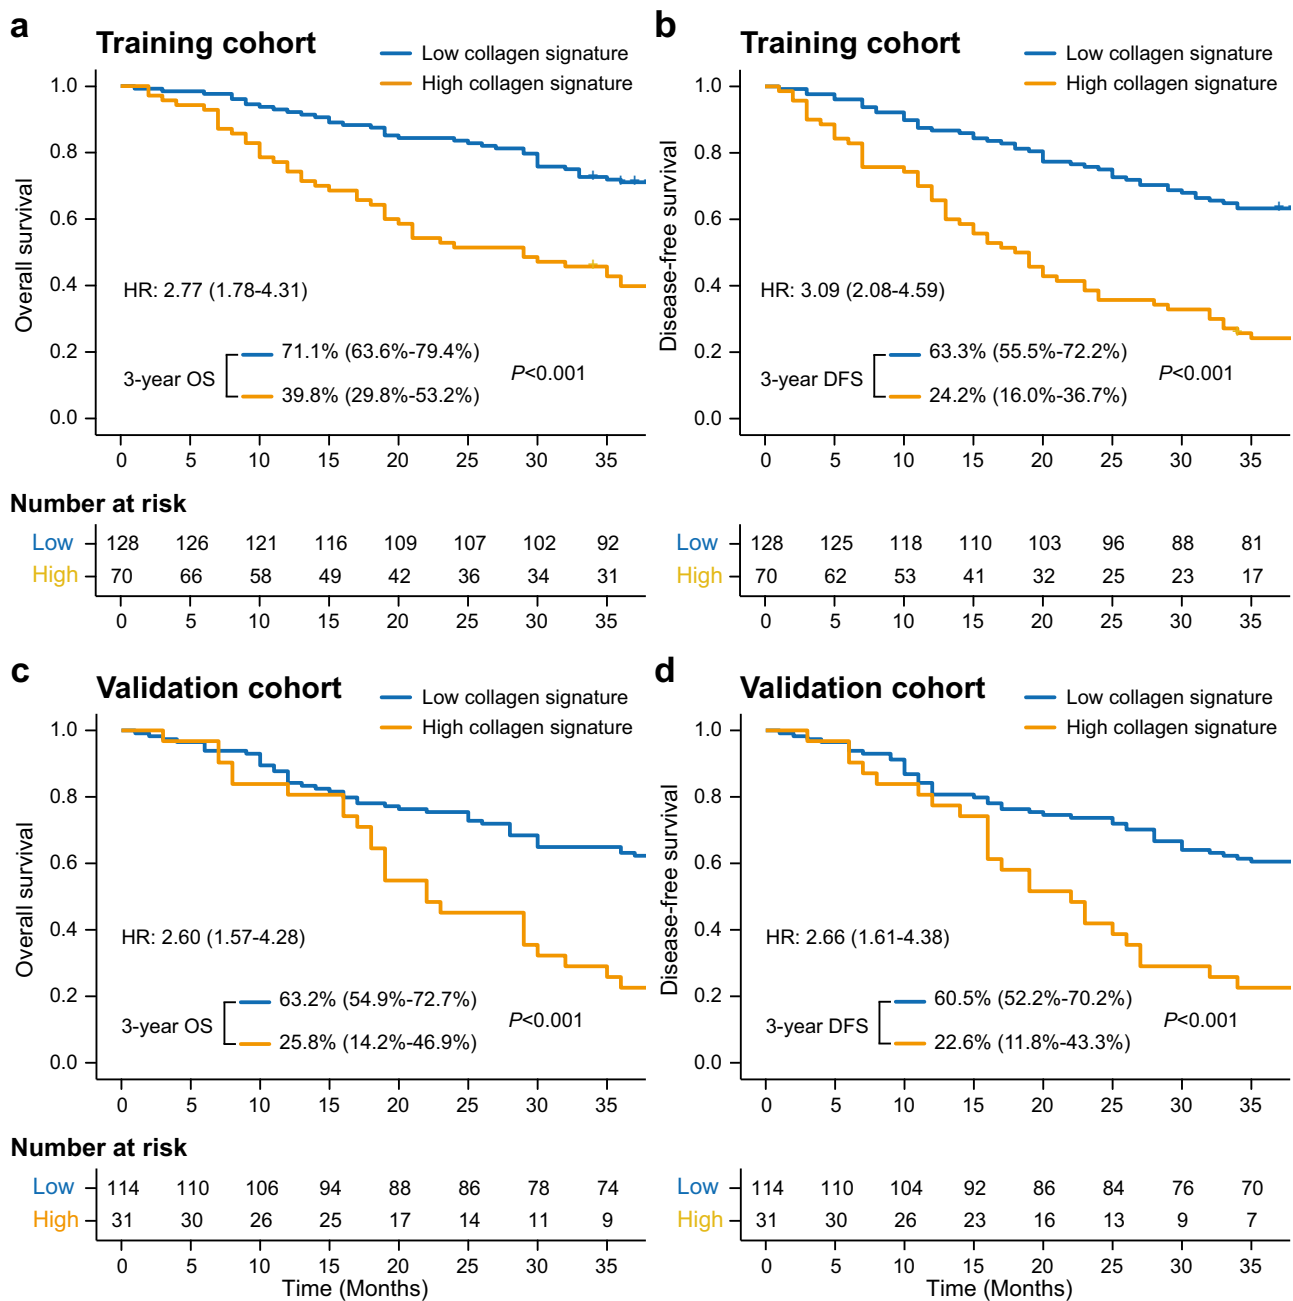 a
Training cohort
Low collagen signature
High collagen signature
Overall survival
1.0
0.8
0.6
0.4
0.2
0.0
HR: 2.77 (1.78-4.31)
3-year OS
71.1% (63.6%-79.4%)
39.8% (29.8%-53.2%)
P<0.001
0 5 10 15 20 25 30 35
Number at risk
Low 128 126 121 116 109 107 102 92
High 70 66 58 49 42 36 34 31
0 5 10 15 20 25 30 35
b
Training cohort
Low collagen signature
High collagen signature
Disease-free survival
1.0
0.8
0.6
0.4
0.2
0.0
HR: 3.09 (2.08-4.59)
3-year DFS
63.3% (55.5%-72.2%)
24.2% (16.0%-36.7%)
P<0.001
0 5 10 15 20 25 30 35
Low 128 125 118 110 103 96 88 81
High 70 62 53 41 32 25 23 17
0 5 10 15 20 25 30 35
c
Validation cohort
Low collagen signature
High collagen signature
Overall survival
1.0
0.8
0.6
0.4
0.2
0.0
HR: 2.60 (1.57-4.28)
3-year OS
63.2% (54.9%-72.7%)
25.8% (14.2%-46.9%)
P<0.001
0 5 10 15 20 25 30 35
Number at risk
Low 114 110 106 94 88 86 78 74
High 31 30 26 25 17 14 11 9
0 5 10 15 20 25 30 35
Time (Months)
d
Validation cohort
Low collagen signature
High collagen signature
Disease-free survival
1.0
0.8
0.6
0.4
0.2
0.0
HR: 2.66 (1.61-4.38)
3-year DFS
60.5% (52.2%-70.2%)
22.6% (11.8%-43.3%)
P<0.001
0 5 10 15 20 25 30 35
Low 114 110 104 92 86 84 76 70
High 31 30 26 23 16 13 9 7
0 5 10 15 20 25 30 35
Time (Months)